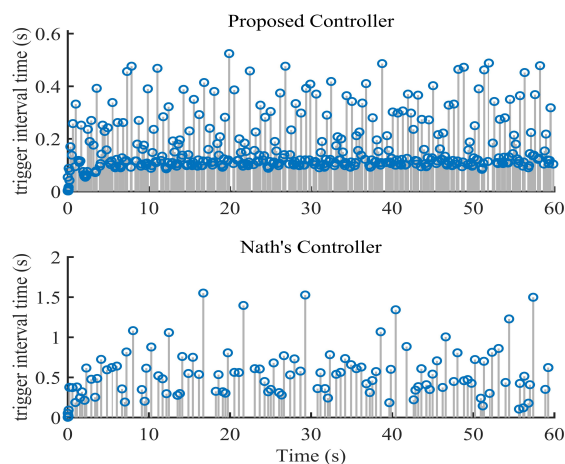 Proposed Controller
trigger interval time (s)
0.6
0.4
0.2
0
0 10 20 30 40 50 60
Nath's Controller
trigger interval time (s)
2
1.5
1
0.5
0
0 10 20 30 40 50 60
Time (s)